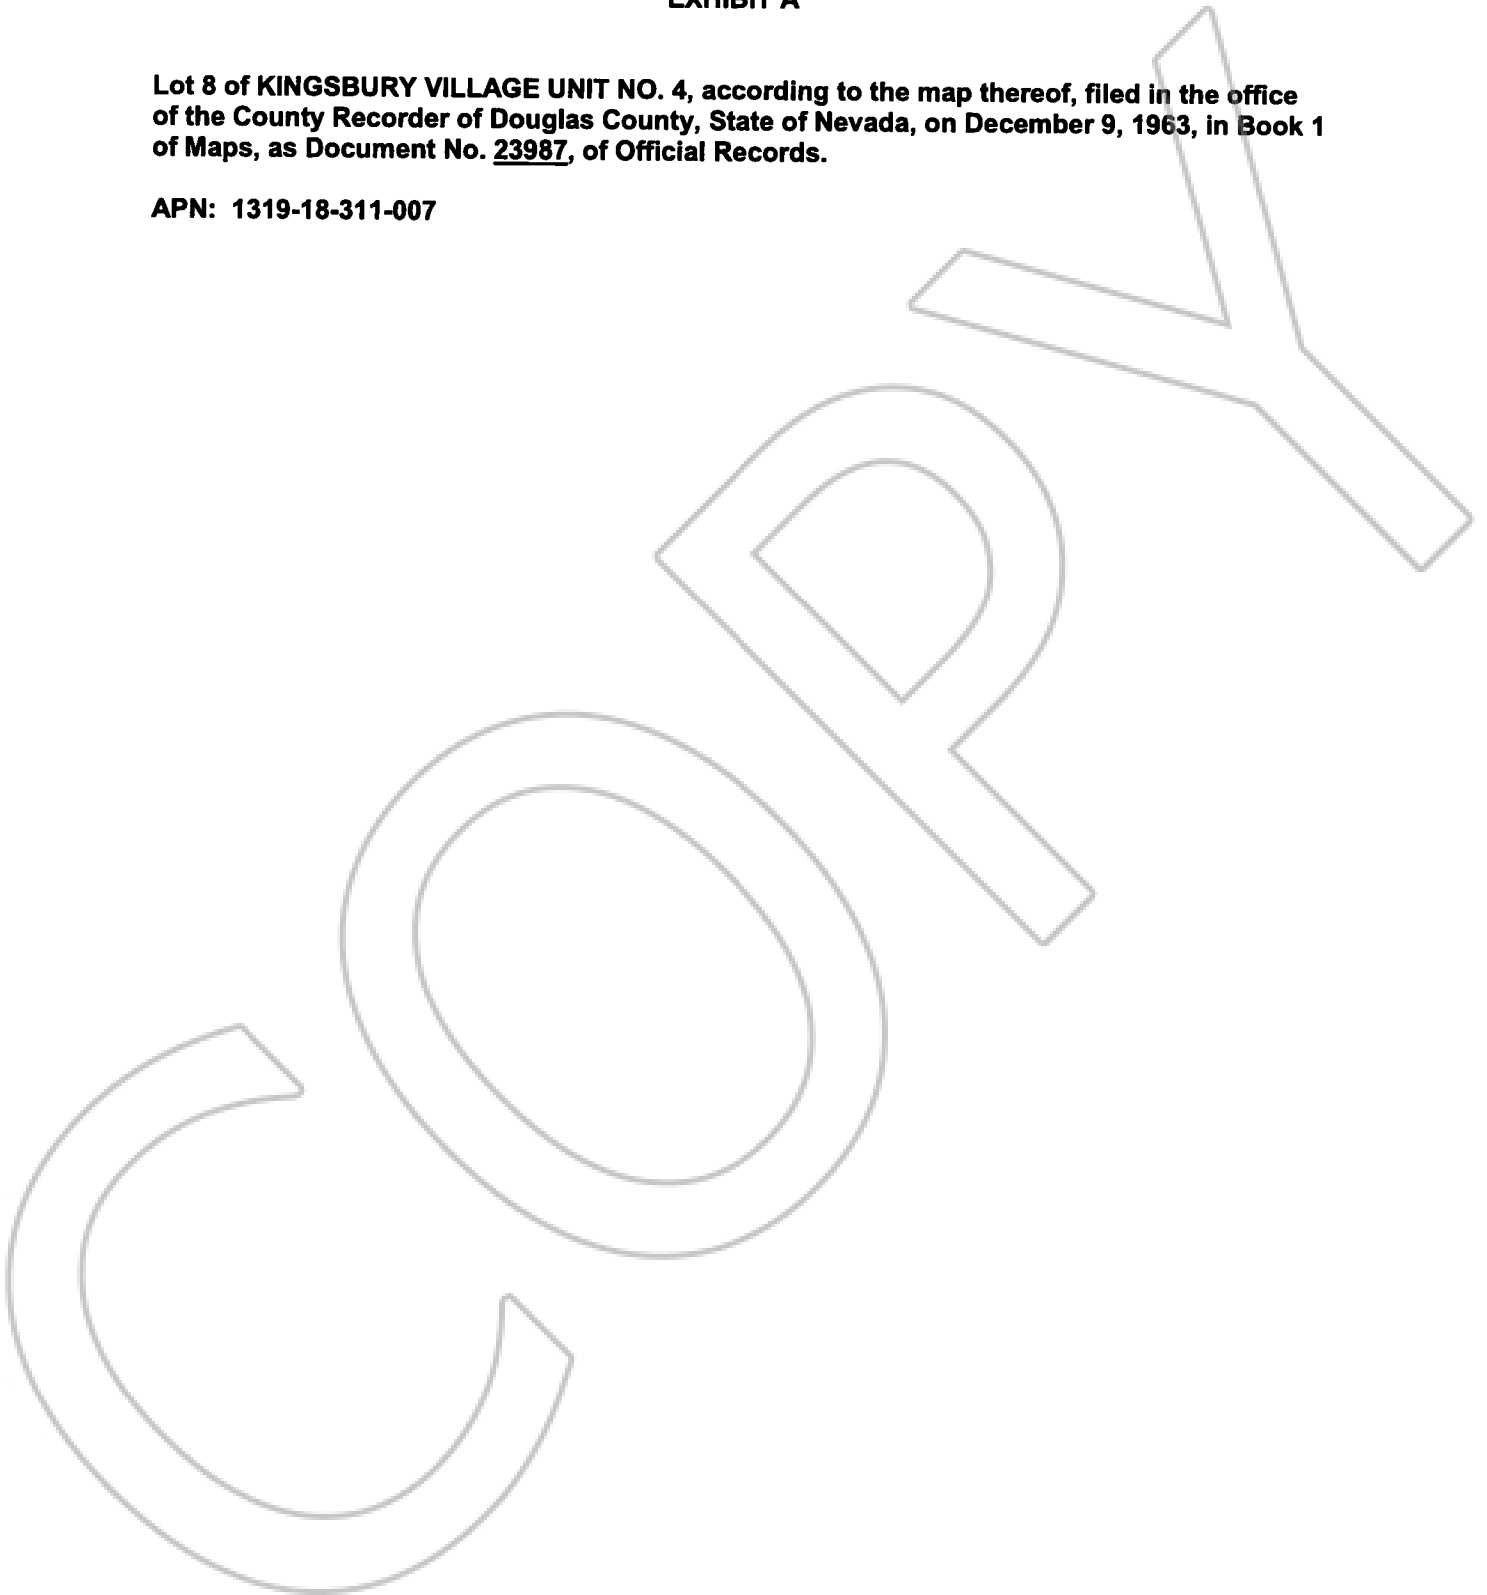 EXHIBIT A
Lot 8 of KINGSBURY VILLAGE UNIT NO. 4, according to the map thereof, filed in the office
of the County Recorder of Douglas County, State of Nevada, on December 9, 1963, in Book 1
of Maps, as Document No. 23987, of Official Records.
APN: 1319-18-311-007
COPY